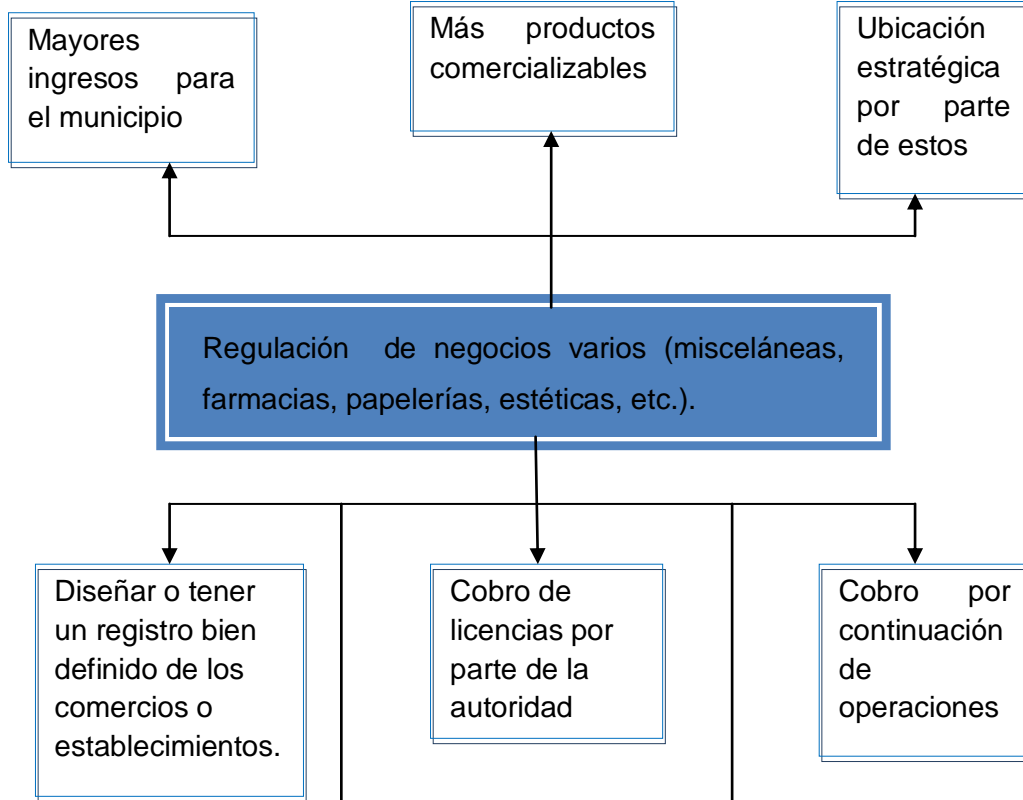 Mayores
ingresos para
el municipio
Más productos
comercializables
Ubicación
estratégica
por parte
de estos
Regulación de negocios varios (misceláneas,
farmacias, papelerías, estéticas, etc.).
Diseñar o tener
un registro bien
definido de los
comercios o
establecimientos.
Cobro de
licencias por
parte de la
autoridad
Cobro por
continuación
de
operaciones